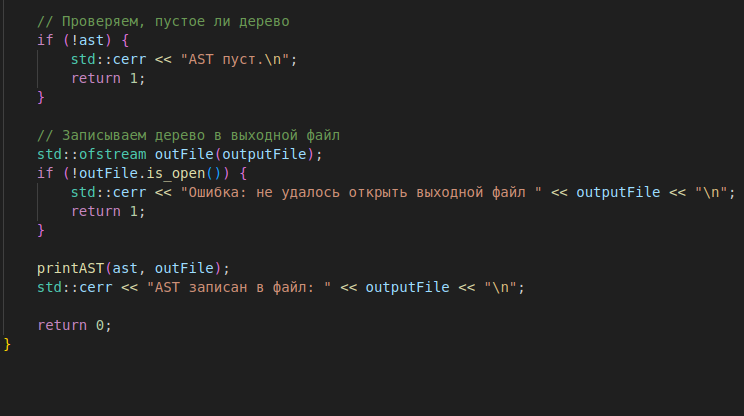 // Проверяем, пустое ли дерево
if (!ast) {
std::cerr << "AST пуст.\n";
return 1;
}
// Записываем дерево в выходной файл
std::ofstream outFile(outputFile);
if (!outFile.is_open()) {
std::cerr << "Ошибка: не удалось открыть выходной файл " << outputFile << "\n";
return 1;
}
printAST(ast, outFile);
std::cerr << "AST записан в файл: " << outputFile << "\n";
return 0;
}